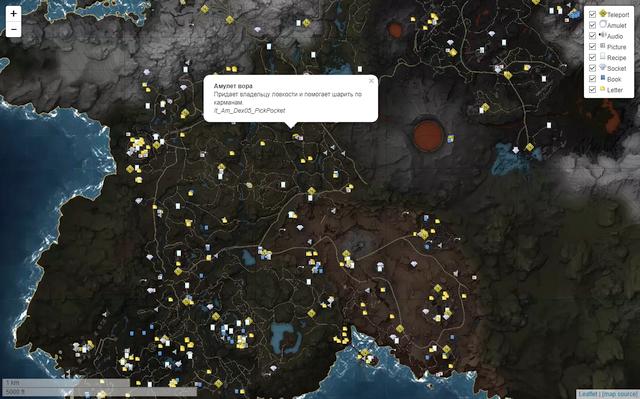 +
−
Амулет вора
Придает владельцу ловкости и помогает шарить по
карманам.
It_Am_Dex05_PickPocket
×
Teleport
Amulet
Audio
Picture
Recipe
Socket
Book
Letter
1 km
5000 ft
Leaflet | (map source)